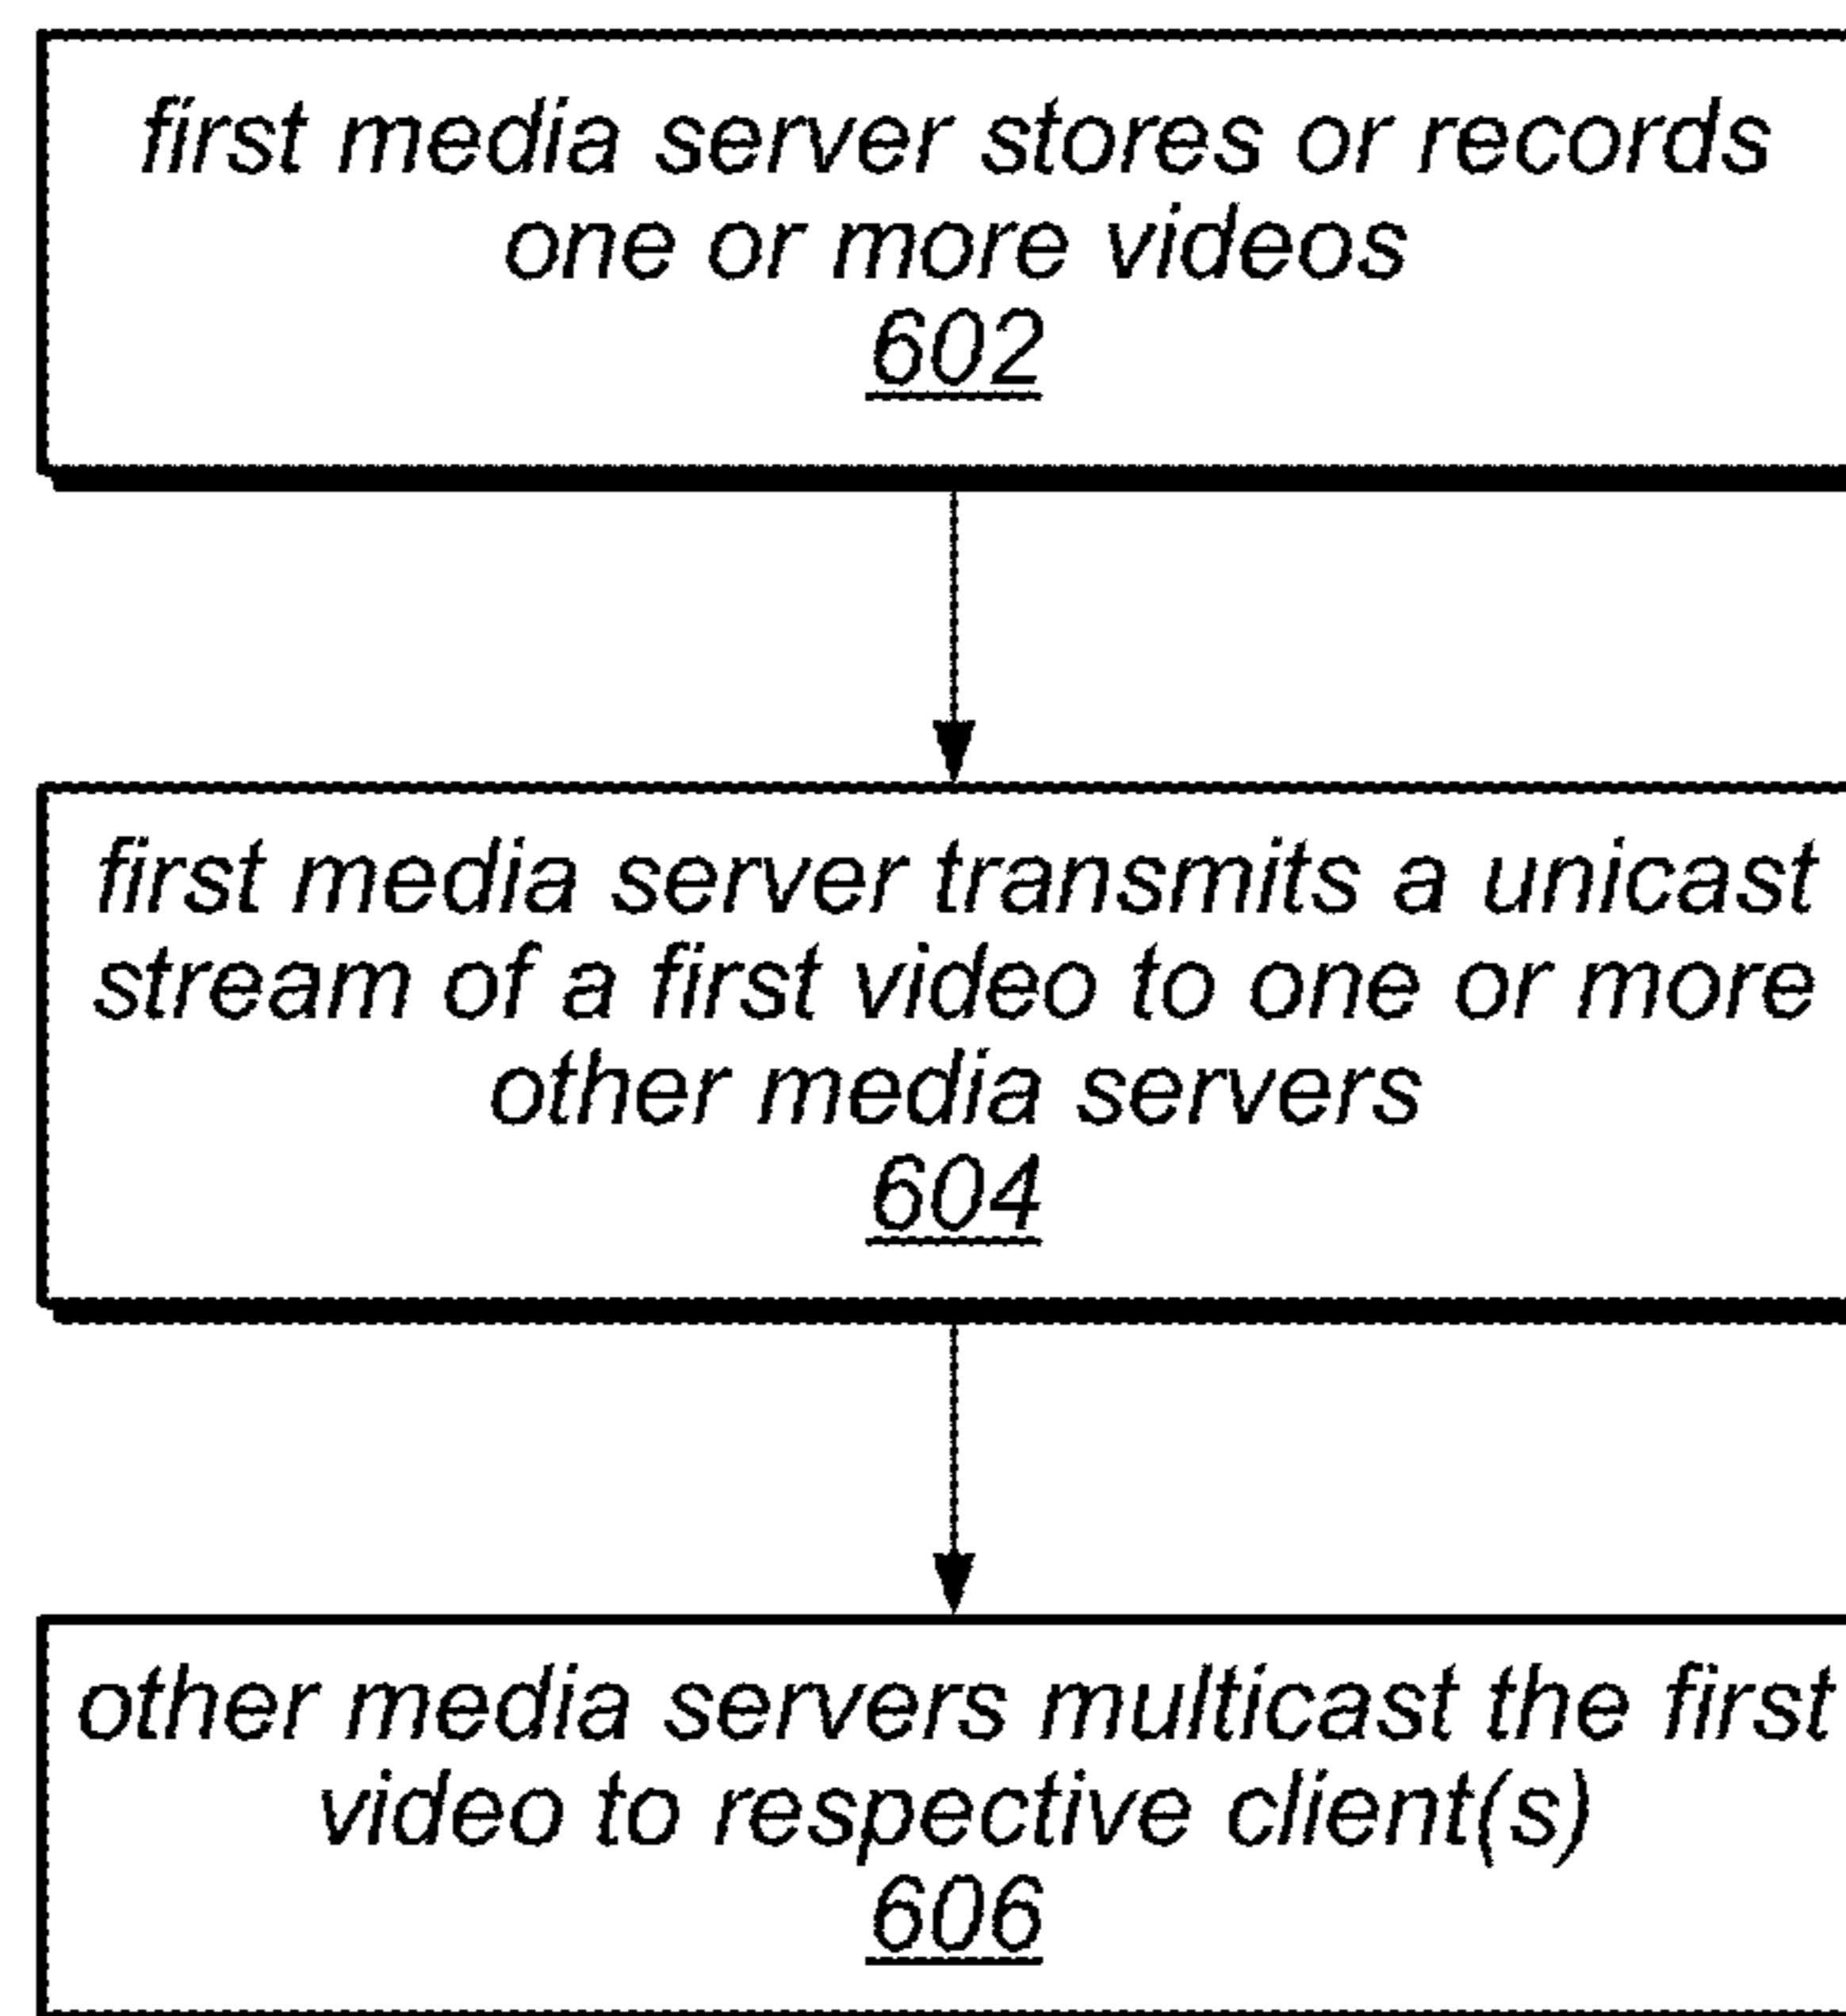 first media server stores or records
one or more videos
602
first media server transmits a unicast
stream of a first video to one or more
other media servers
604
other media servers multicast the first
video to respective client(s)
606